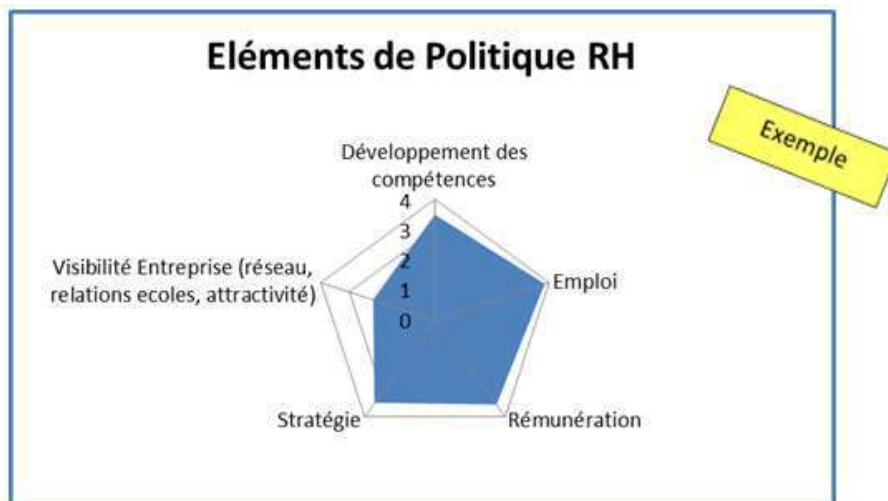 Eléments de Politique RH
Exemple
Développement des
compétences
4
3
2
1
0
Visibilité Entreprise (réseau,
relations ecoles, attractivité)
Emploi
Stratégie
Rémunération